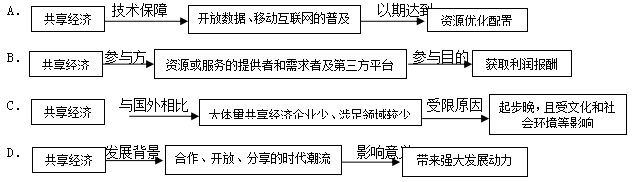 A. 共享经济 技术保障 开放数据、移动互联网的普及 以期达到 资源优化配置
B. 共享经济 参与方 资源或服务的提供者和需求者及第三方平台 参与目的 获取利润报酬
C. 共享经济 与国外相比 大体量共享经济企业少、涉足领域较少 受限原因 起步晚，且受文化和社
会环境等影响
D. 共享经济 发展背景 合作、开放、分享的时代潮流 影响意义 带来强大发展动力